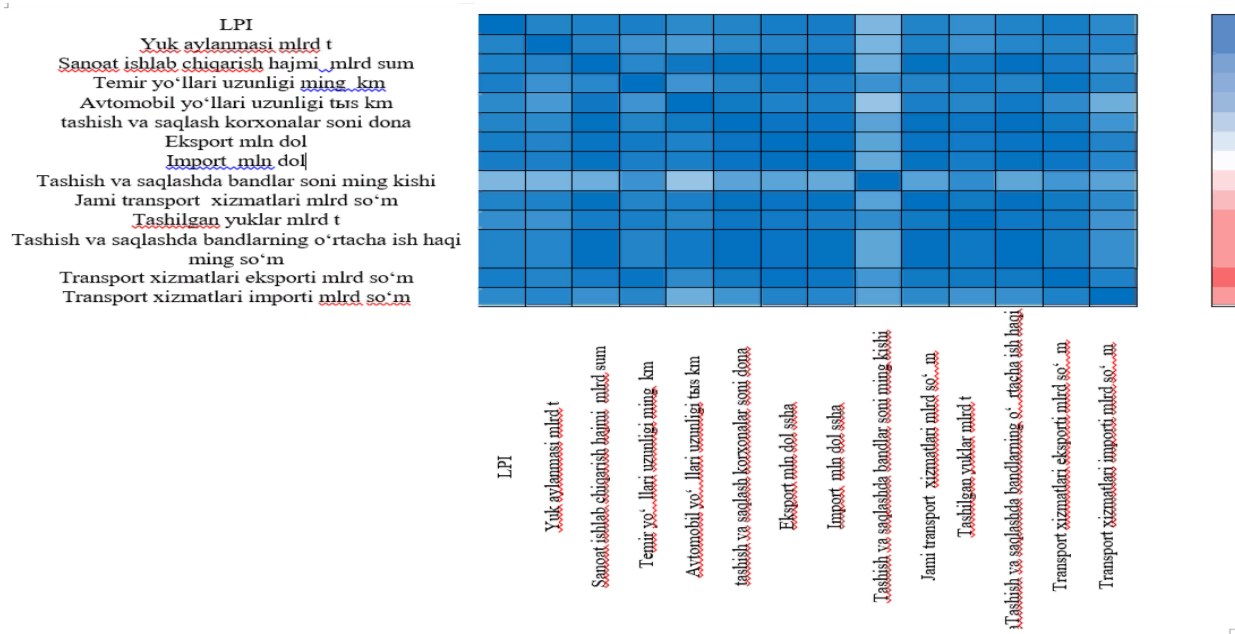 LPI
Yuk aylanmasi mlrd t
Sanoat ishlab chiqarish hajmi mlrd sum
Temir yo‘llari uzunligi ming km
Avtomobil yo‘llari uzunligi тыs km
tashish va saqlash korxonalar soni dona
Eksport mln dol
Import mln dol
Tashish va saqlashda bandlar soni ming kishi
Jami transport xizmatlari mlrd so‘m
Tashilgan yuklar mlrd t
Tashish va saqlashda bandlarning o‘rtacha ish haqi
ming so‘m
Transport xizmatlari eksporti mlrd so‘m
Transport xizmatlari importi mlrd so‘m
LPI
Yuk aylanmasi mlrd t
Sanoat ishlab chiqarish hajmi mlrd sum
Temir yo‘ llari uzunligi ming km
Avtomobil yo‘ llari uzunligi тыs km
tashish va saqlash korxonalar soni dona
Eksport mln dol ssha
Import mln dol ssha
Tashish va saqlashda bandlar soni ming kishi
Jami transport xizmatlari mlrd so‘ m
Tashilgan yuklar mlrd t
aTashish va saqlashda bandlarning o‘ rtacha ish haqi
Transport xizmatlari eksporti mlrd so‘ m
Transport xizmatlari importi mlrd so‘ m